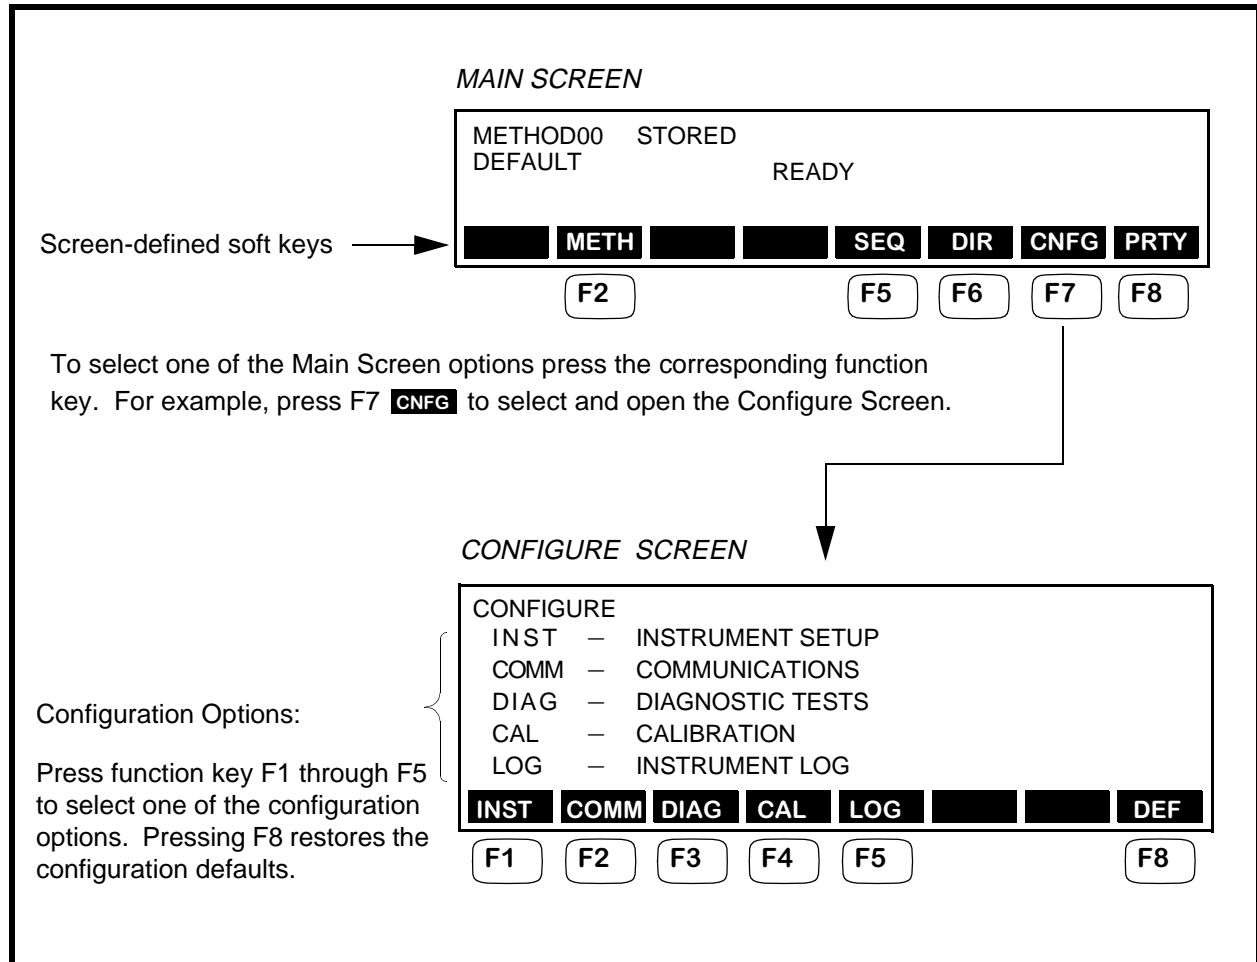 MAIN SCREEN
METHOD00 STORED
DEFAULT
READY
Screen-defined soft keys
METH SEQ DIR CNFG PRTY
F2 F5 F6 F7 F8
To select one of the Main Screen options press the corresponding function
key. For example, press F7 CNFG to select and open the Configure Screen.
CONFIGURE SCREEN
CONFIGURE
INST – INSTRUMENT SETUP
COMM – COMMUNICATIONS
DIAG – DIAGNOSTIC TESTS
CAL – CALIBRATION
LOG – INSTRUMENT LOG
INST COMM DIAG CAL LOG DEF
F1 F2 F3 F4 F5 F8
Configuration Options:
Press function key F1 through F5
to select one of the configuration
options. Pressing F8 restores the
configuration defaults.